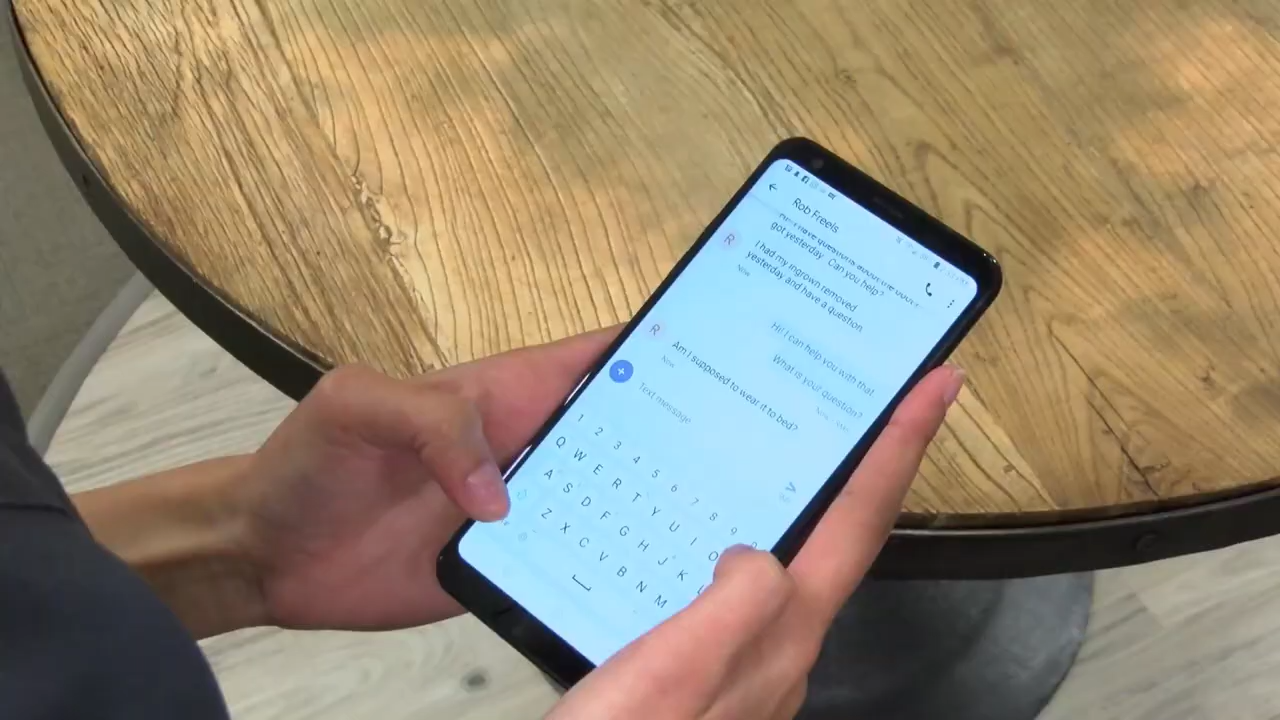 Rob Freels
got yesterday. Can you help?
R
I had my ingrown removed
yesterday and have a question
Now
Hi! I can help you with that
What is your question?
Now
R
Am I supposed to wear it to bed?
Now
+
Text message
1 2 3 4 5 6 7 8 9 0
Q W E R T Y U I O
A S D F G H J K L
Z X C V B N M